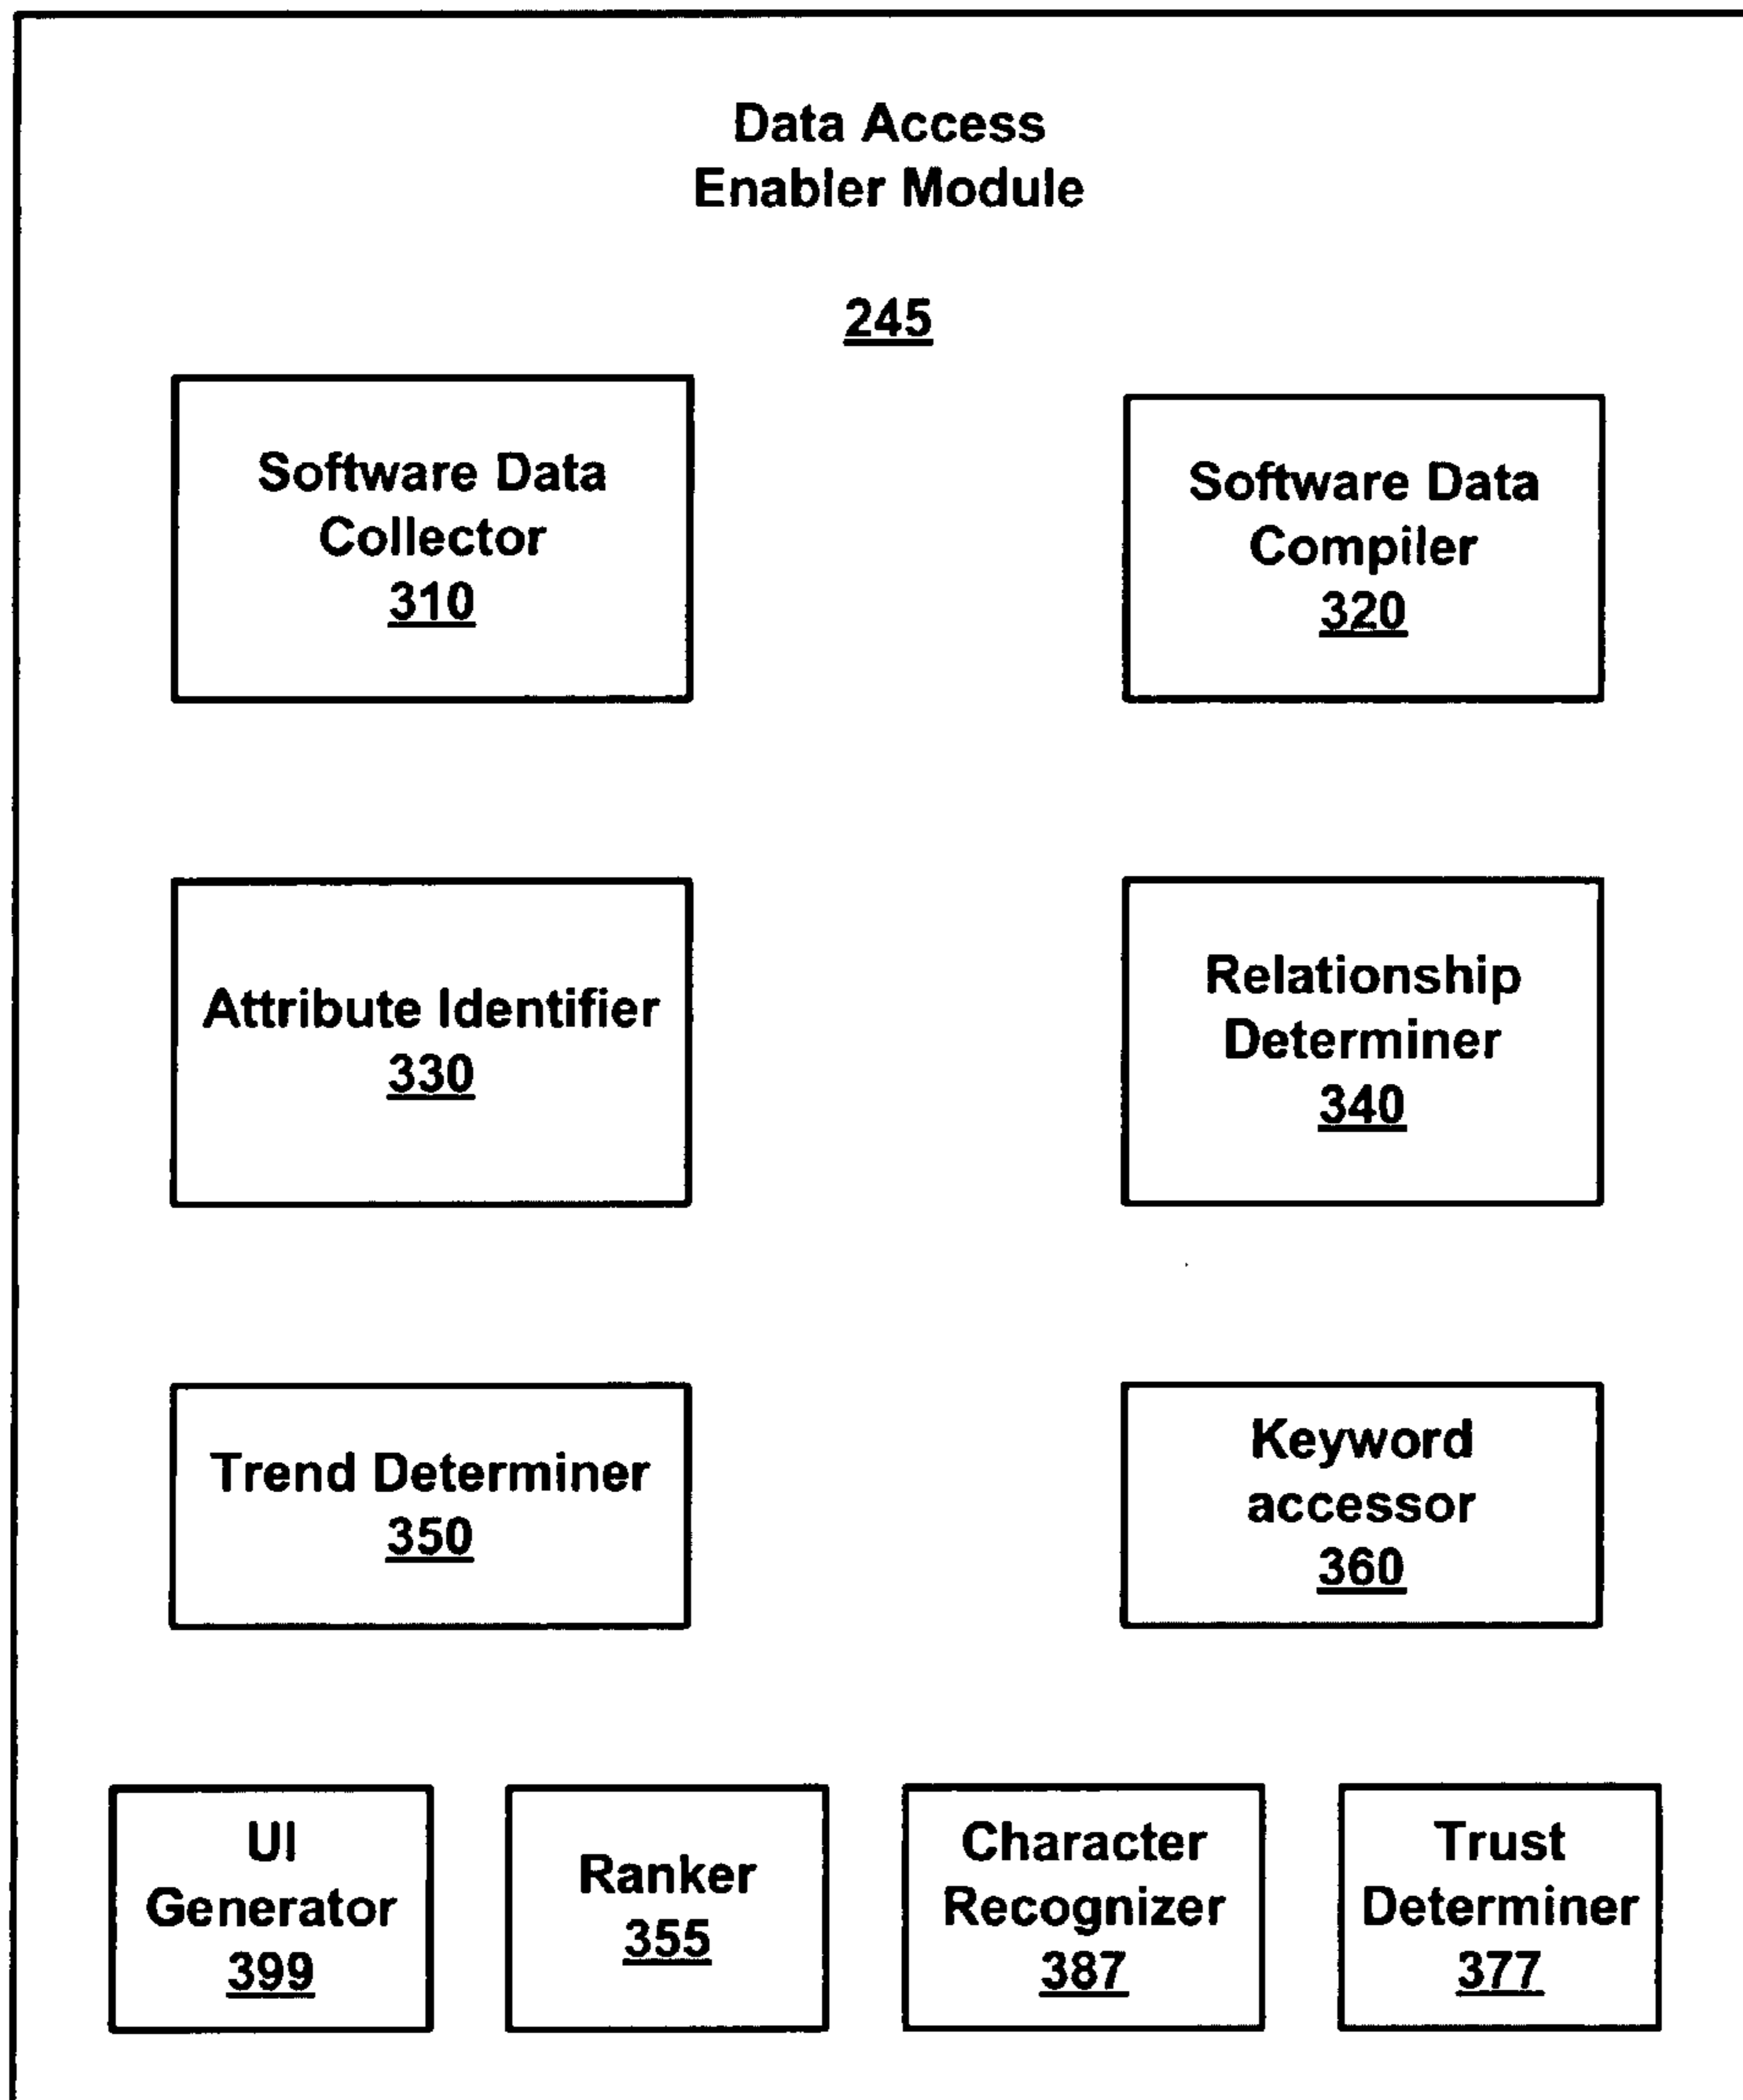 Data Access
Enabler Module
245
Software Data
Collector
310
Software Data
Compiler
320
Attribute Identifier
330
Relationship
Determiner
340
Trend Determiner
350
Keyword
accessor
360
UI
Generator
399
Ranker
355
Character
Recognizer
387
Trust
Determiner
377